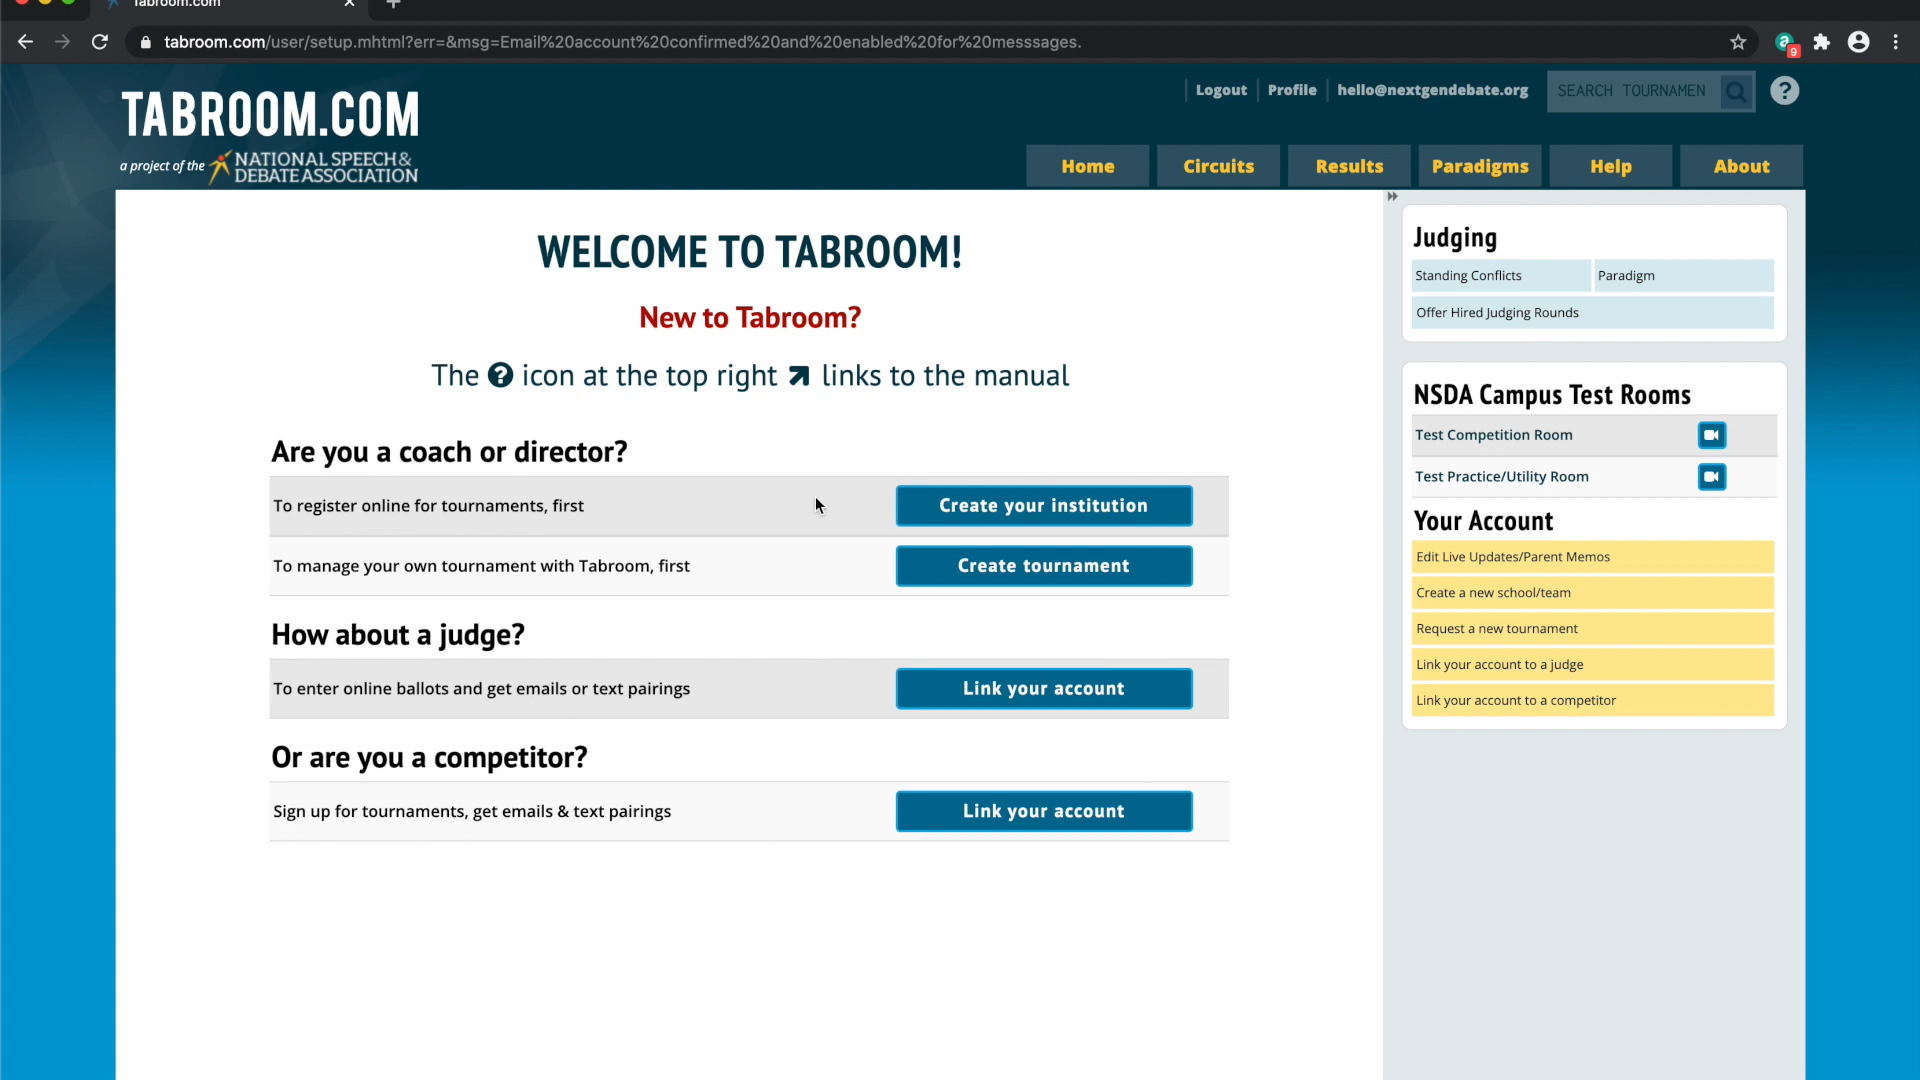 Tabroom.com
tabroom.com/user/setup.mhtml?err=&msg=Email%20account%20confirmed%20and%20enabled%20for%20messsages.
9
TABROOM.COM
a project of the NATIONAL SPEECH & DEBATE ASSOCIATION
Logout Profile hello@nextgendebate.org SEARCH TOURNAMEN ?
Home Circuits Results Paradigms Help About
WELCOME TO TABROOM!
New to Tabroom?
The ? icon at the top right links to the manual
Are you a coach or director?
To register online for tournaments, first Create your institution
To manage your own tournament with Tabroom, first Create tournament
How about a judge?
To enter online ballots and get emails or text pairings Link your account
Or are you a competitor?
Sign up for tournaments, get emails & text pairings Link your account
Judging
Standing Conflicts Paradigm
Offer Hired Judging Rounds
NSDA Campus Test Rooms
Test Competition Room
Test Practice/Utility Room
Your Account
Edit Live Updates/Parent Memos
Create a new school/team
Request a new tournament
Link your account to a judge
Link your account to a competitor